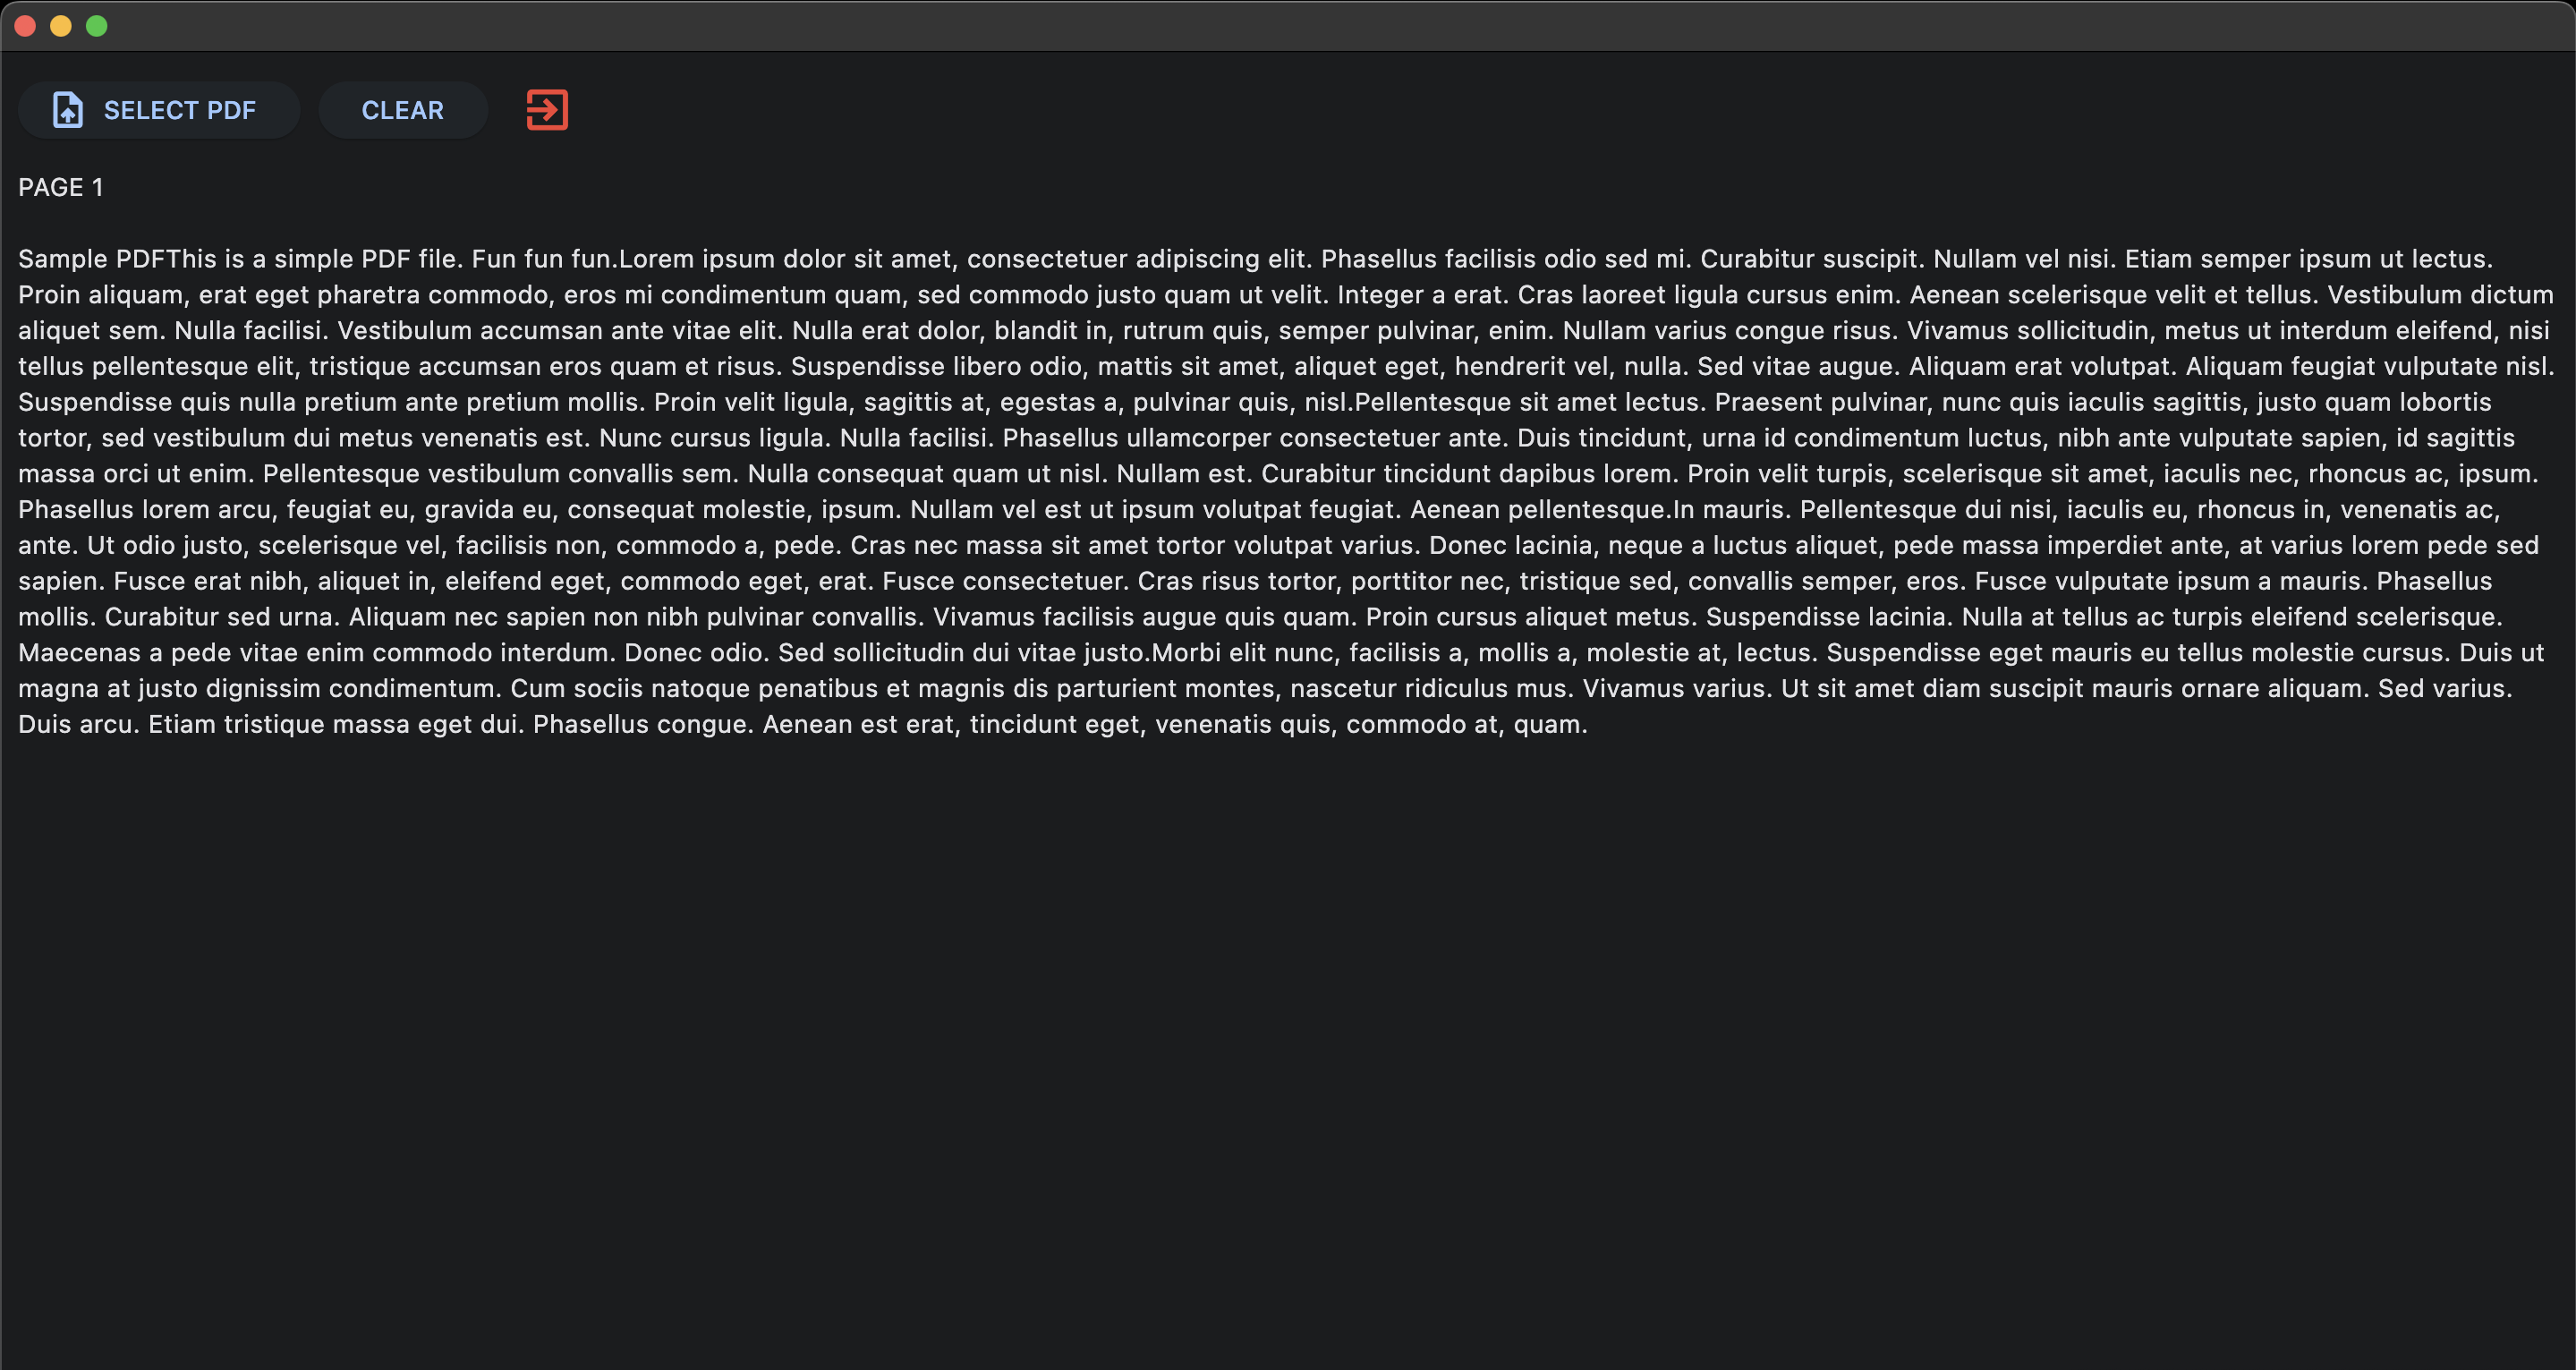 SELECT PDF
CLEAR
PAGE 1
Sample PDFThis is a simple PDF file. Fun fun fun.Lorem ipsum dolor sit amet, consectetuer adipiscing elit. Phasellus facilisis odio sed mi. Curabitur suscipit. Nullam vel nisi. Etiam semper ipsum ut lectus.
Proin aliquam, erat eget pharetra commodo, eros mi condimentum quam, sed commodo justo quam ut velit. Integer a erat. Cras laoreet ligula cursus enim. Aenean scelerisque velit et tellus. Vestibulum dictum
aliquet sem. Nulla facilisi. Vestibulum accumsan ante vitae elit. Nulla erat dolor, blandit in, rutrum quis, semper pulvinar, enim. Nullam varius congue risus. Vivamus sollicitudin, metus ut interdum eleifend, nisi
tellus pellentesque elit, tristique accumsan eros quam et risus. Suspendisse libero odio, mattis sit amet, aliquet eget, hendrerit vel, nulla. Sed vitae augue. Aliquam erat volutpat. Aliquam feugiat vulputate nisl.
Suspendisse quis nulla pretium ante pretium mollis. Proin velit ligula, sagittis at, egestas a, pulvinar quis, nisl.Pellentesque sit amet lectus. Praesent pulvinar, nunc quis iaculis sagittis, justo quam lobortis
tortor, sed vestibulum dui metus venenatis est. Nunc cursus ligula. Nulla facilisi. Phasellus ullamcorper consectetuer ante. Duis tincidunt, urna id condimentum luctus, nibh ante vulputate sapien, id sagittis
massa orci ut enim. Pellentesque vestibulum convallis sem. Nulla consequat quam ut nisl. Nullam est. Curabitur tincidunt dapibus lorem. Proin velit turpis, scelerisque sit amet, iaculis nec, rhoncus ac, ipsum.
Phasellus lorem arcu, feugiat eu, gravida eu, consequat molestie, ipsum. Nullam vel est ut ipsum volutpat feugiat. Aenean pellentesque.In mauris. Pellentesque dui nisi, iaculis eu, rhoncus in, venenatis ac,
ante. Ut odio justo, scelerisque vel, facilisis non, commodo a, pede. Cras nec massa sit amet tortor volutpat varius. Donec lacinia, neque a luctus aliquet, pede massa imperdiet ante, at varius lorem pede sed
sapien. Fusce erat nibh, aliquet in, eleifend eget, commodo eget, erat. Fusce consectetuer. Cras risus tortor, porttitor nec, tristique sed, convallis semper, eros. Fusce vulputate ipsum a mauris. Phasellus
mollis. Curabitur sed urna. Aliquam nec sapien non nibh pulvinar convallis. Vivamus facilisis augue quis quam. Proin cursus aliquet metus. Suspendisse lacinia. Nulla at tellus ac turpis eleifend scelerisque.
Maecenas a pede vitae enim commodo interdum. Donec odio. Sed sollicitudin dui vitae justo.Morbi elit nunc, facilisis a, mollis a, molestie at, lectus. Suspendisse eget mauris eu tellus molestie cursus. Duis ut
magna at justo dignissim condimentum. Cum sociis natoque penatibus et magnis dis parturient montes, nascetur ridiculus mus. Vivamus varius. Ut sit amet diam suscipit mauris ornare aliquam. Sed varius.
Duis arcu. Etiam tristique massa eget dui. Phasellus congue. Aenean est erat, tincidunt eget, venenatis quis, commodo at, quam.